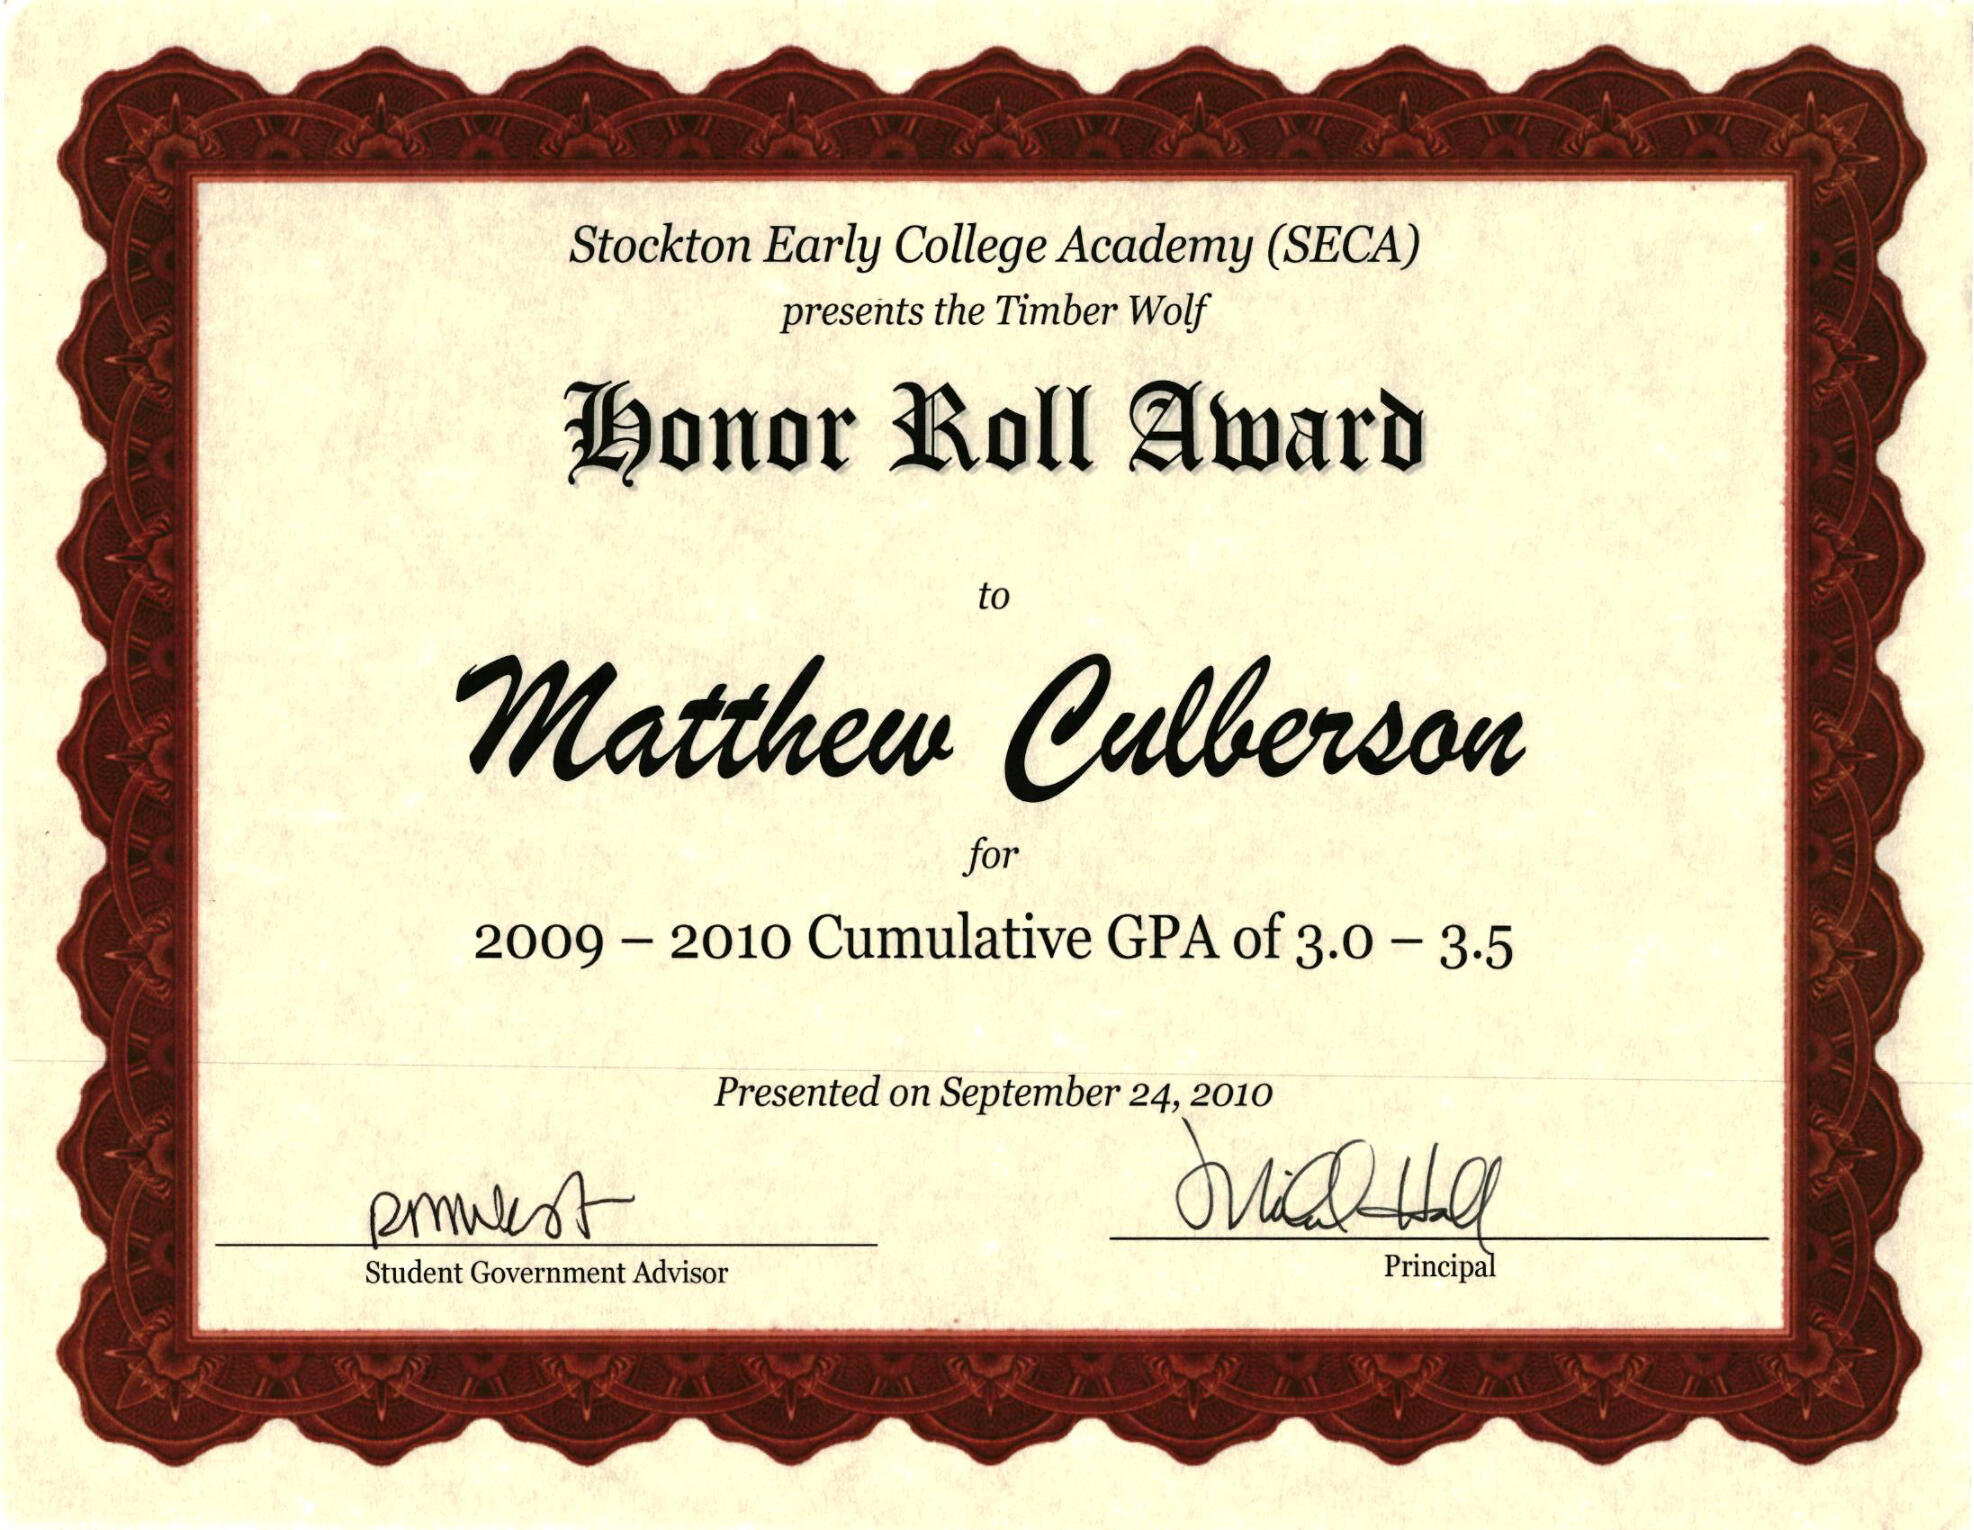 Stockton Early College Academy (SECA)
presents the Timber Wolf
Honor Roll Award
to
Matthew Culberson
for
2009 – 2010 Cumulative GPA of 3.0 – 3.5
Presented on September 24, 2010
Student Government Advisor
Principal